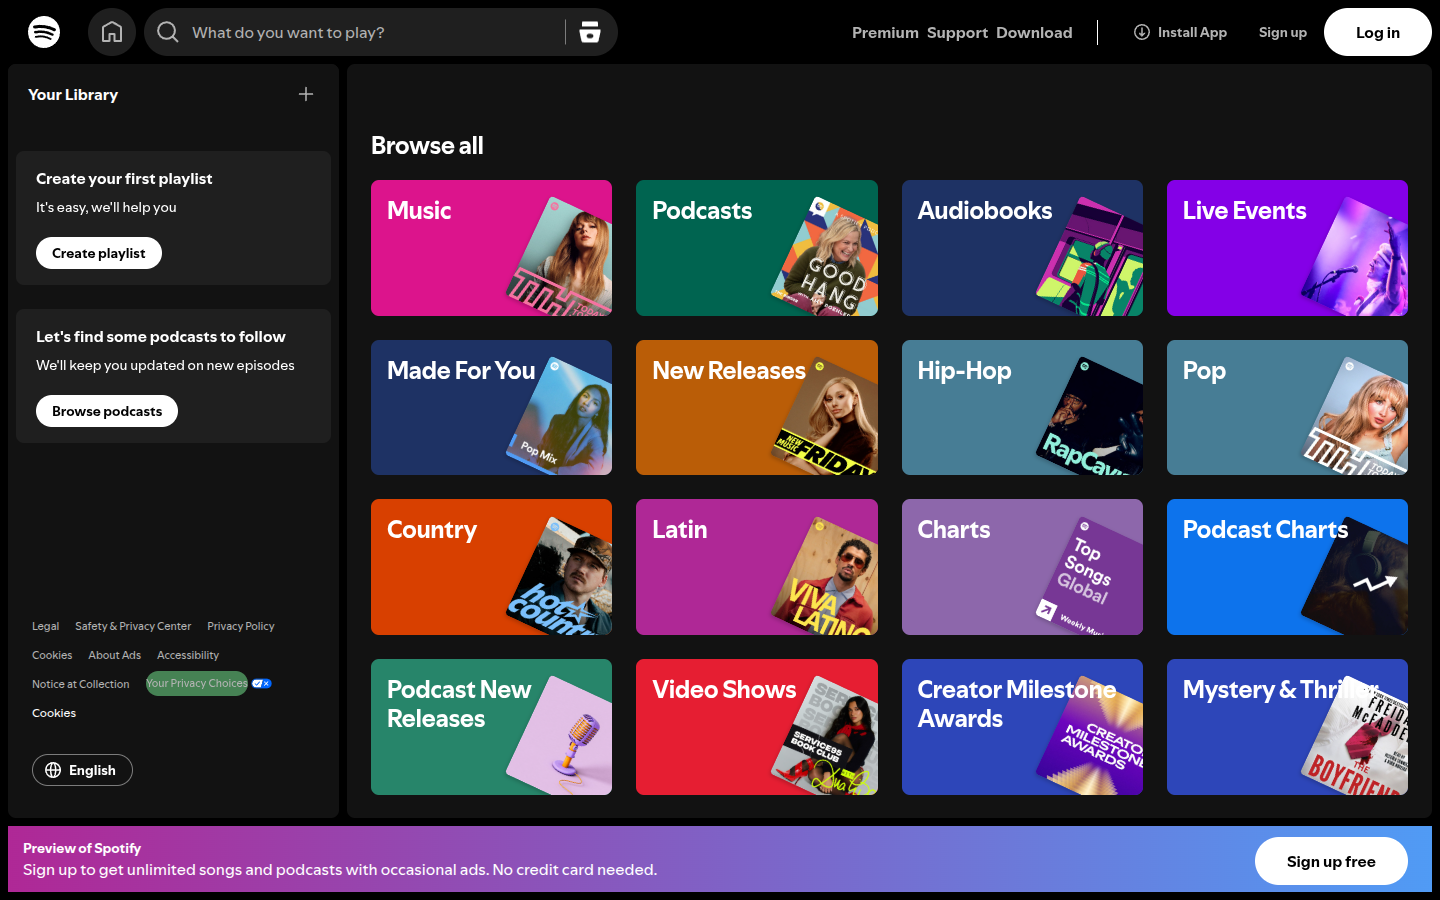 What do you want to play?
Premium Support Download
Install App
Sign up
Log in
Your Library
Create your first playlist
It's easy, we'll help you
Create playlist
Let's find some podcasts to follow
We'll keep you updated on new episodes
Browse podcasts
Legal
Safety & Privacy Center
Privacy Policy
Cookies
About Ads
Accessibility
Notice at Collection
Your Privacy Choices
Cookies
English
Browse all
Music
Podcasts
GOOD
HANG
Audiobooks
Live Events
Made For You
Pop Mix
New Releases
NEW
MUSIC
FRIDAY
Hip-Hop
Pop
Country
hot
country
Latin
VIVA
LATINO
Charts
Top
Songs
Global
Podcast Charts
Podcast New
Releases
Video Shows
SERVICE95
BOOK CLUB
Creator Milestone
Awards
CREATO
MILESTONE
AWARDS
Mystery & Thriller
FREIDA
McFADDEN
THE
BOYFRIEND
Preview of Spotify
Sign up to get unlimited songs and podcasts with occasional ads. No credit card needed.
Sign up free